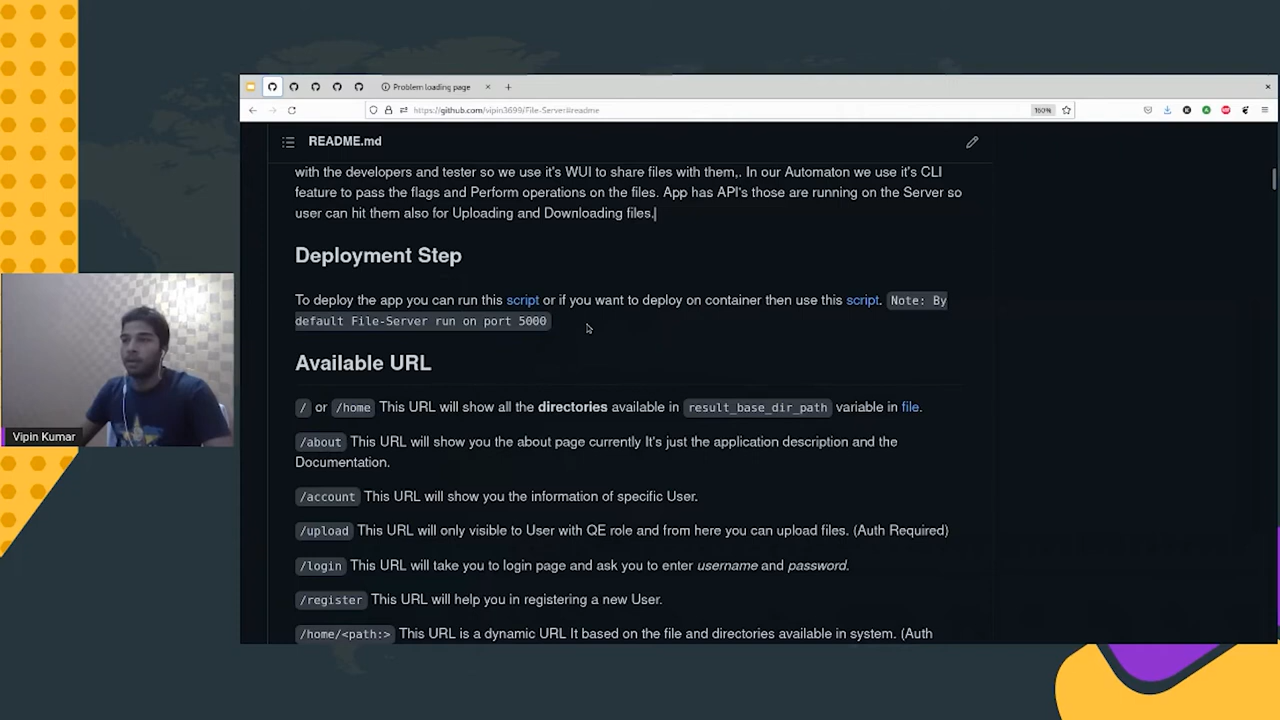 Problem loading page
https://github.com/vipin3699/File-Server#readme
160%
README.md
with the developers and tester so we use it's WUI to share files with them,. In our Automaton we use it's CLI
feature to pass the flags and Perform operations on the files. App has API's those are running on the Server so
user can hit them also for Uploading and Downloading files.
Deployment Step
To deploy the app you can run this script or if you want to deploy on container then use this script. Note: By
default File-Server run on port 5000
Available URL
/ or /home This URL will show all the directories available in result_base_dir_path variable in file.
/about This URL will show you the about page currently It's just the application description and the
Documentation.
/account This URL will show you the information of specific User.
/upload This URL will only visible to User with QE role and from here you can upload files. (Auth Required)
/login This URL will take you to login page and ask you to enter username and password.
/register This URL will help you in registering a new User.
/home/<path:> This URL is a dynamic URL It based on the file and directories available in system. (Auth
Vipin Kumar